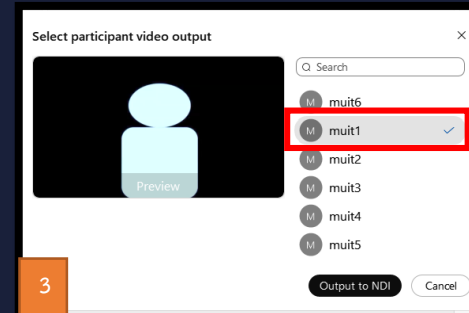 Select participant video output
×
Search
M muit6
M muit1
M muit2
M muit3
M muit4
M muit5
Preview
3
Output to NDI
Cancel